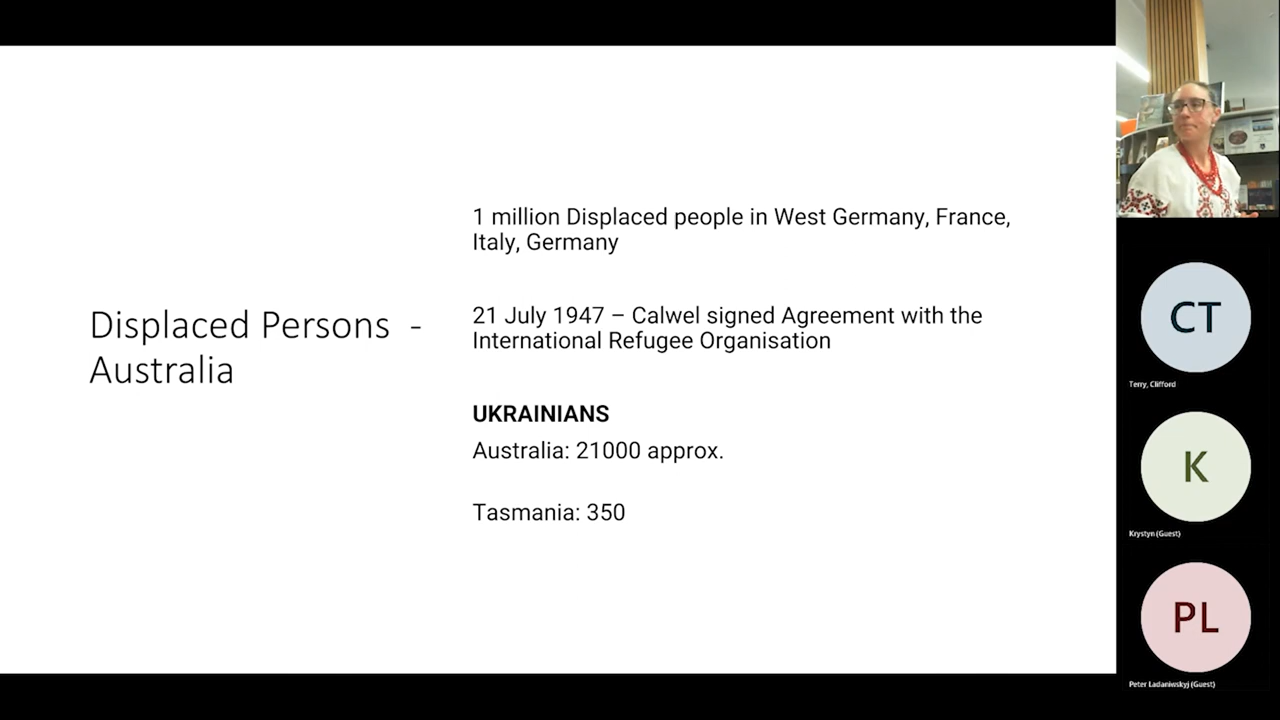 Displaced Persons -
Australia
1 million Displaced people in West Germany, France,
Italy, Germany
21 July 1947 – Calwel signed Agreement with the
International Refugee Organisation
UKRAINIANS
Australia: 21000 approx.
Tasmania: 350
CT
Terry, Clifford
K
Krystyn (Guest)
PL
Peter Ladaniwskyj (Guest)